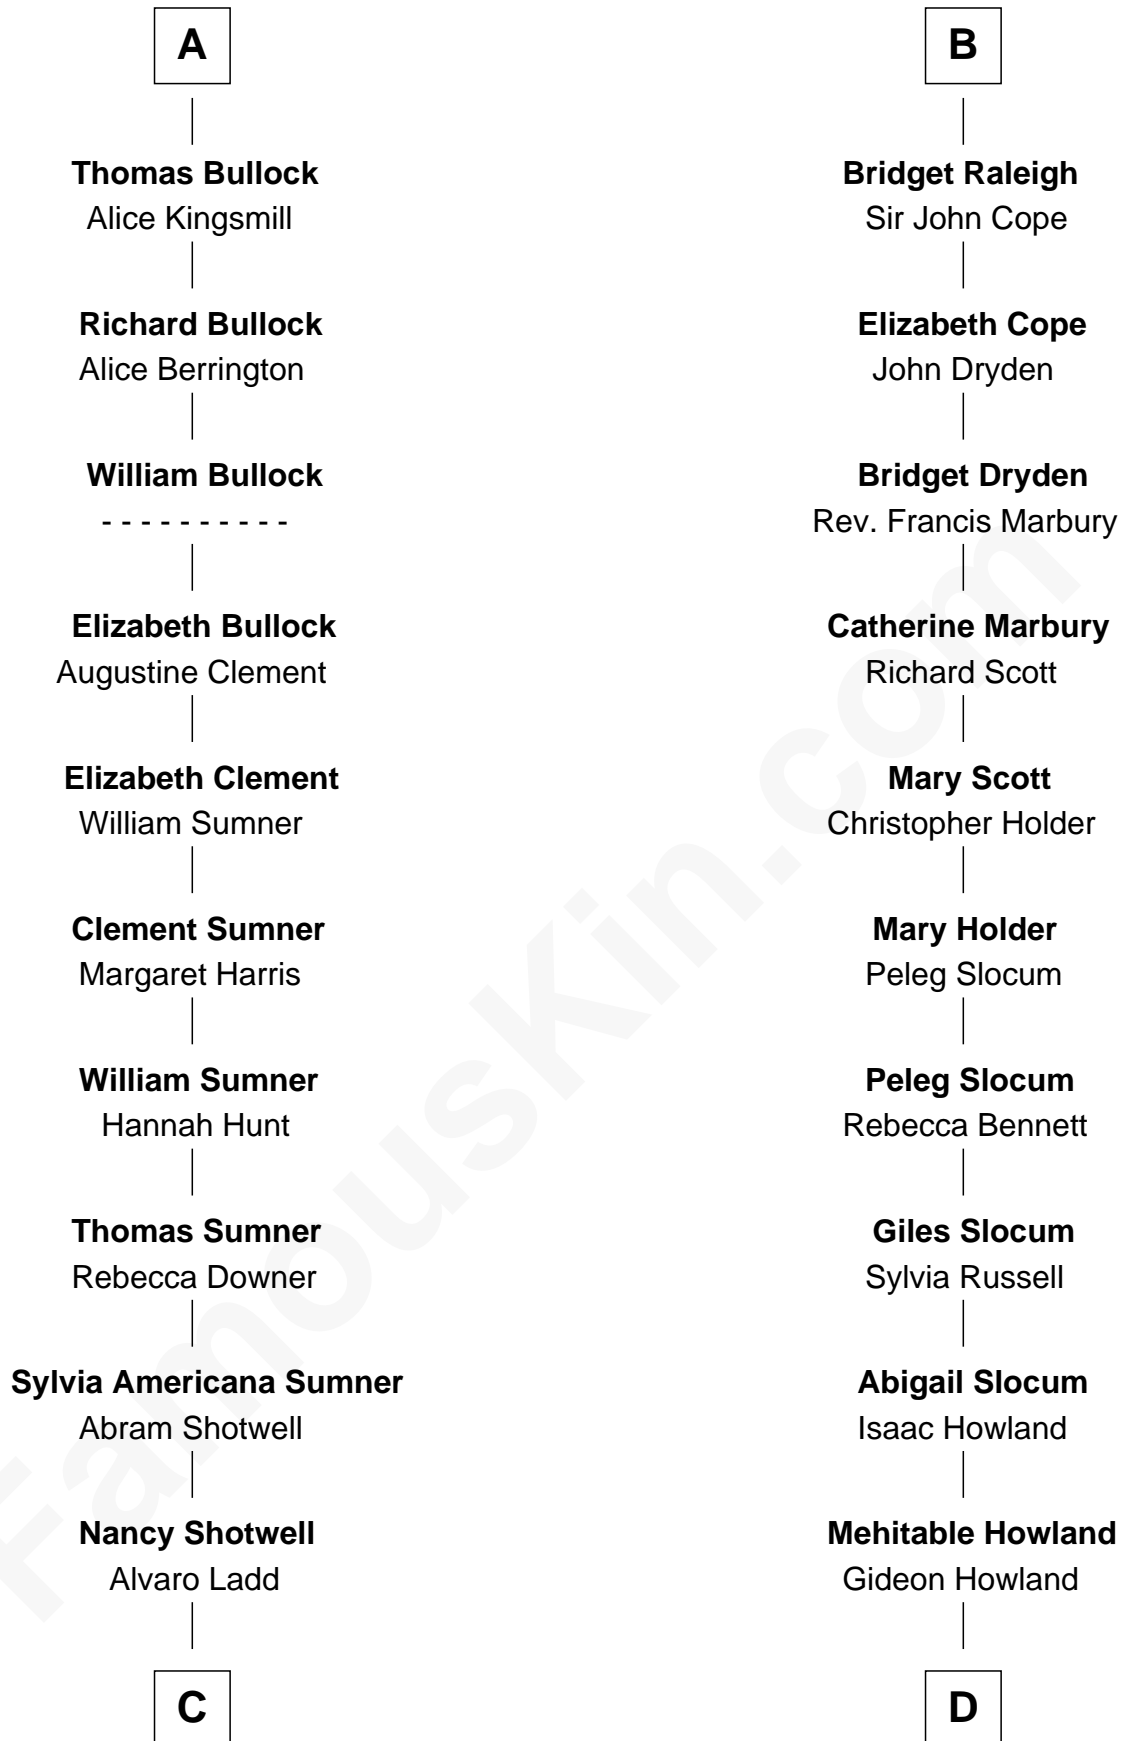 A
Thomas Bullock
Alice Kingsmill
Richard Bullock
Alice Berrington
William Bullock
- - - - - - - - - -
Elizabeth Bullock
Augustine Clement
Elizabeth Clement
William Sumner
Clement Sumner
Margaret Harris
William Sumner
Hannah Hunt
Thomas Sumner
Rebecca Downer
Sylvia Americana Sumner
Abram Shotwell
Nancy Shotwell
Alvaro Ladd
C
B
Bridget Raleigh
Sir John Cope
Elizabeth Cope
John Dryden
Bridget Dryden
Rev. Francis Marbury
Catherine Marbury
Richard Scott
Mary Scott
Christopher Holder
Mary Holder
Peleg Slocum
Peleg Slocum
Rebecca Bennett
Giles Slocum
Sylvia Russell
Abigail Slocum
Isaac Howland
Mehitable Howland
Gideon Howland
D
FamousKin.com